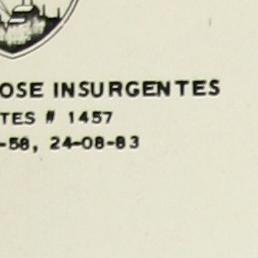 OSE INSURGENTES
TES # 1457
-58, 24-08-83